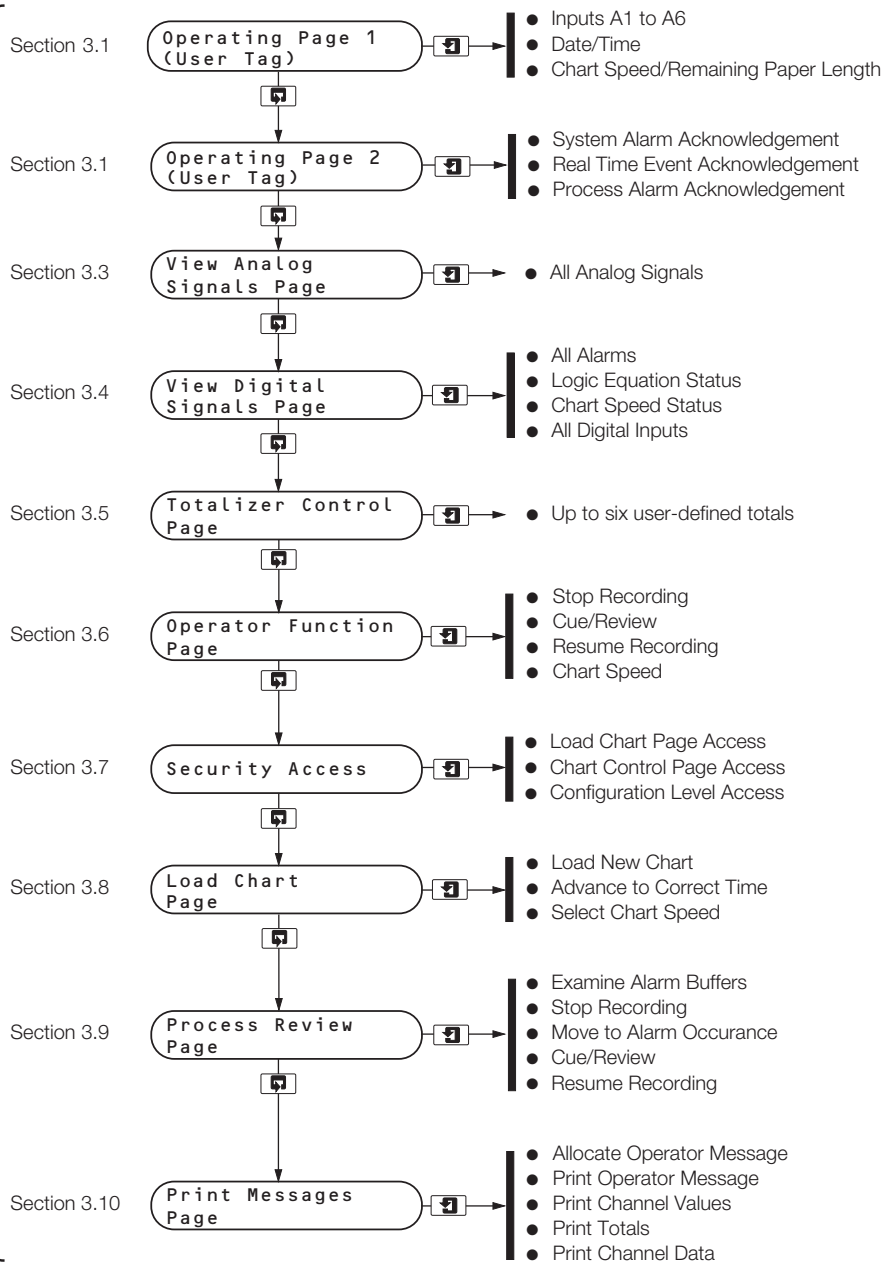 Section 3.1
Operating Page 1
(User Tag)
● Inputs A1 to A6
● Date/Time
● Chart Speed/Remaining Paper Length
Section 3.1
Operating Page 2
(User Tag)
● System Alarm Acknowledgement
● Real Time Event Acknowledgement
● Process Alarm Acknowledgement
Section 3.3
View Analog
Signals Page
● All Analog Signals
Section 3.4
View Digital
Signals Page
● All Alarms
● Logic Equation Status
● Chart Speed Status
● All Digital Inputs
Section 3.5
Totalizer Control
Page
● Up to six user-defined totals
Section 3.6
Operator Function
Page
● Stop Recording
● Cue/Review
● Resume Recording
● Chart Speed
Section 3.7
Security Access
● Load Chart Page Access
● Chart Control Page Access
● Configuration Level Access
Section 3.8
Load Chart
Page
● Load New Chart
● Advance to Correct Time
● Select Chart Speed
Section 3.9
Process Review
Page
● Examine Alarm Buffers
● Stop Recording
● Move to Alarm Occurance
● Cue/Review
● Resume Recording
Section 3.10
Print Messages
Page
● Allocate Operator Message
● Print Operator Message
● Print Channel Values
● Print Totals
● Print Channel Data